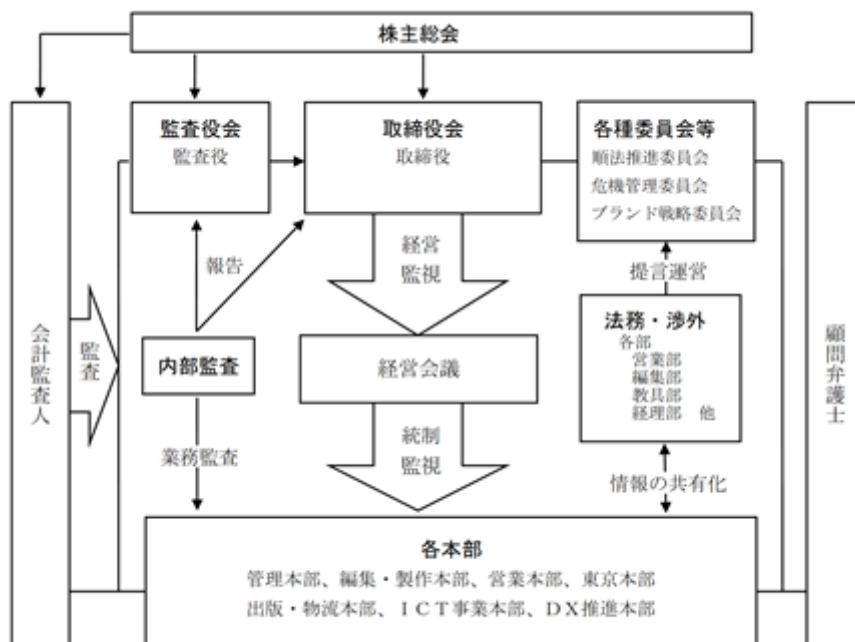 株主総会
監査役会
監査役
取締役会
取締役
各種委員会等
順法推進委員会
危機管理委員会
ブランド戦略委員会
報告
経営
監視
提言運営
会計監査人
監査
内部監査
経営会議
法務・渉外
各部
営業部
編集部
教具部
経理部 他
顧問弁護士
業務監査
統制
監視
情報の共有化
各本部
管理本部、編集・製作本部、営業本部、東京本部
出版・物流本部、ＩＣＴ事業本部、ＤＸ推進本部